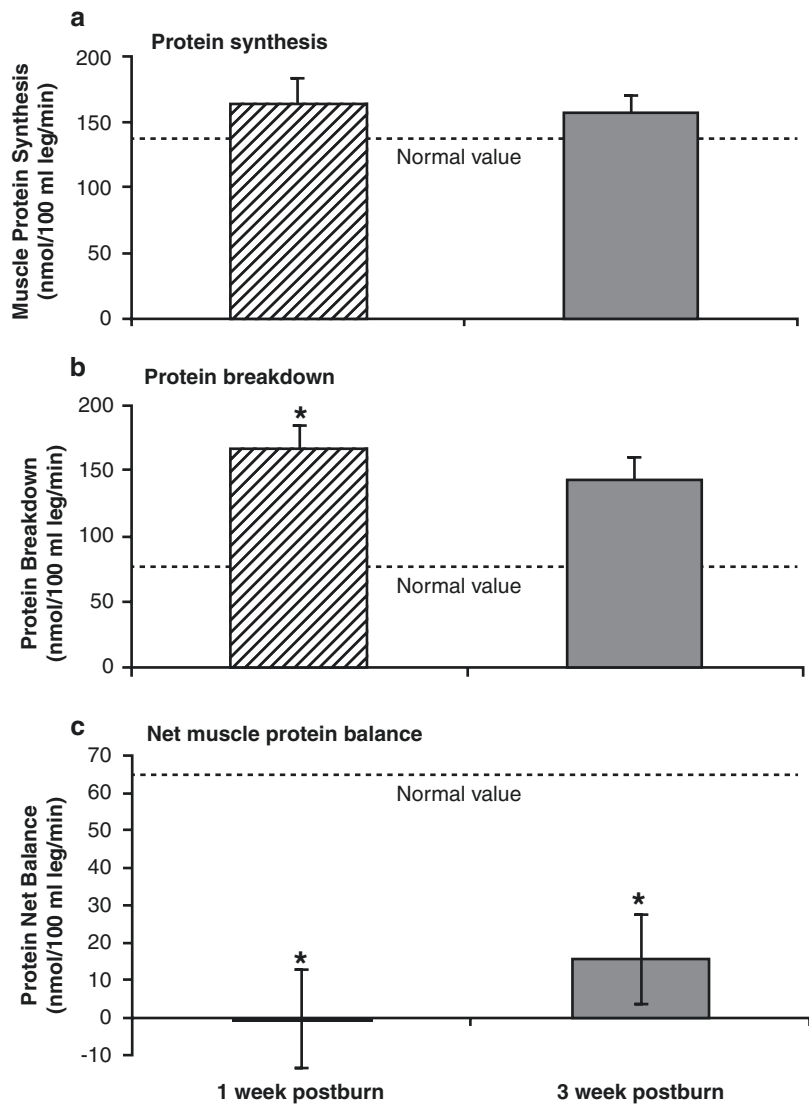 a
Protein synthesis
Muscle Protein Synthesis
(nmol/100 ml leg/min)
200
150
100
50
0
Normal value
b
Protein breakdown
Protein Breakdown
(nmol/100 ml leg/min)
200
150
100
50
0
*
Normal value
c
Net muscle protein balance
Protein Net Balance
(nmol/100 ml leg/min)
70
60
50
40
30
20
10
0
-10
Normal value
*
*
1 week postburn
3 week postburn